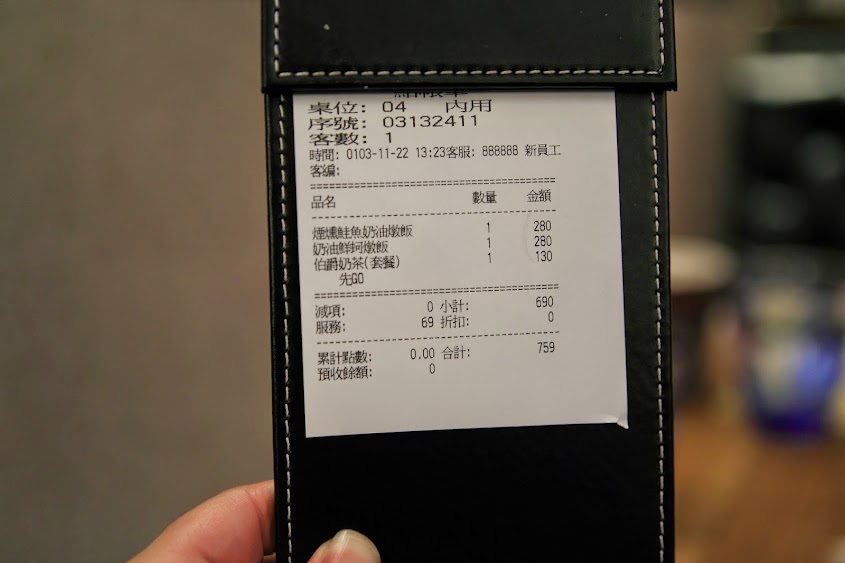 桌位: 04 內用
序號: 03132411
客數: 1
時間: 0103-11-22 13:23客服: 888888 新員工
客編:
品名 數量 金額
煙燻鮭魚奶油燉飯 1 280
奶油鮮蚵燉飯 1 280
伯爵奶茶(套餐) 1 130
先GO
減項: 0 小計: 690
服務: 69 折扣: 0
累計點數: 0.00 合計: 759
預收餘額: 0